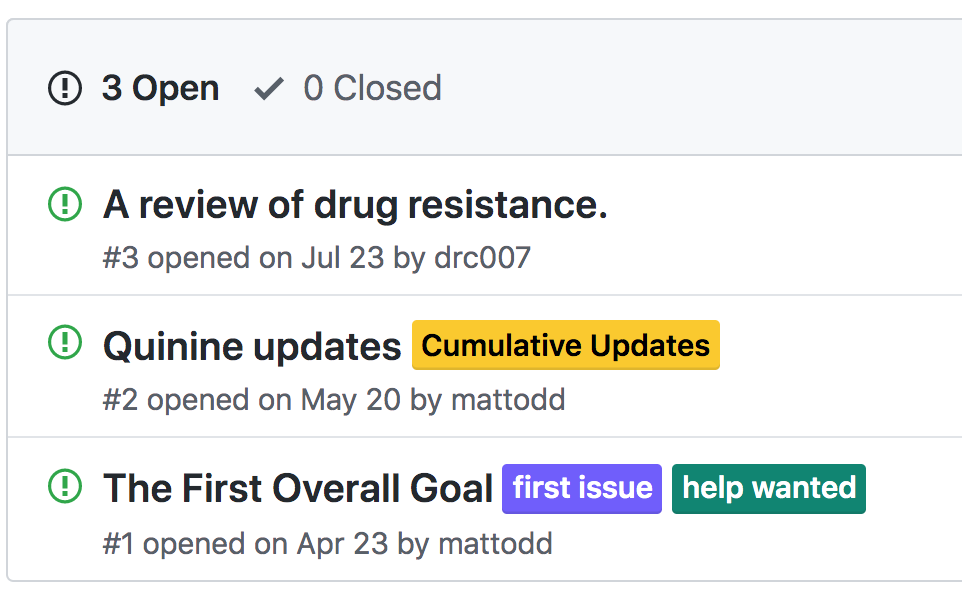 3 Open 0 Closed
A review of drug resistance.
#3 opened on Jul 23 by drc007
Quinine updates Cumulative Updates
#2 opened on May 20 by mattodd
The First Overall Goal first issue help wanted
#1 opened on Apr 23 by mattodd